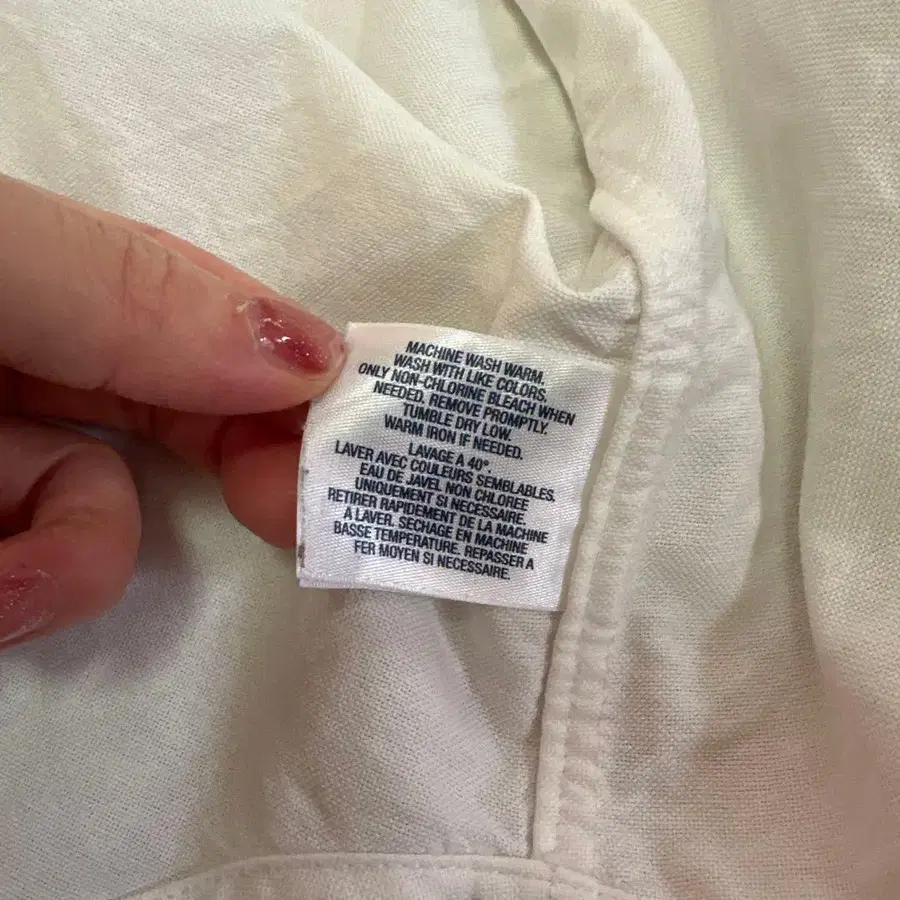 MACHINE WASH WARM.
WASH WITH LIKE COLORS.
ONLY NON-CHLORINE BLEACH WHEN
NEEDED. REMOVE PROMPTLY.
TUMBLE DRY LOW.
WARM IRON IF NEEDED.
LAVAGE A 40°.
LAVER AVEC COULEURS SEMBLABLES.
EAU DE JAVEL NON CHLOREE
UNIQUEMENT SI NECESSAIRE.
RETIRER RAPIDEMENT DE LA MACHINE
A LAVER. SECHAGE EN MACHINE
BASSE TEMPERATURE. REPASSER A
FER MOYEN SI NECESSAIRE.